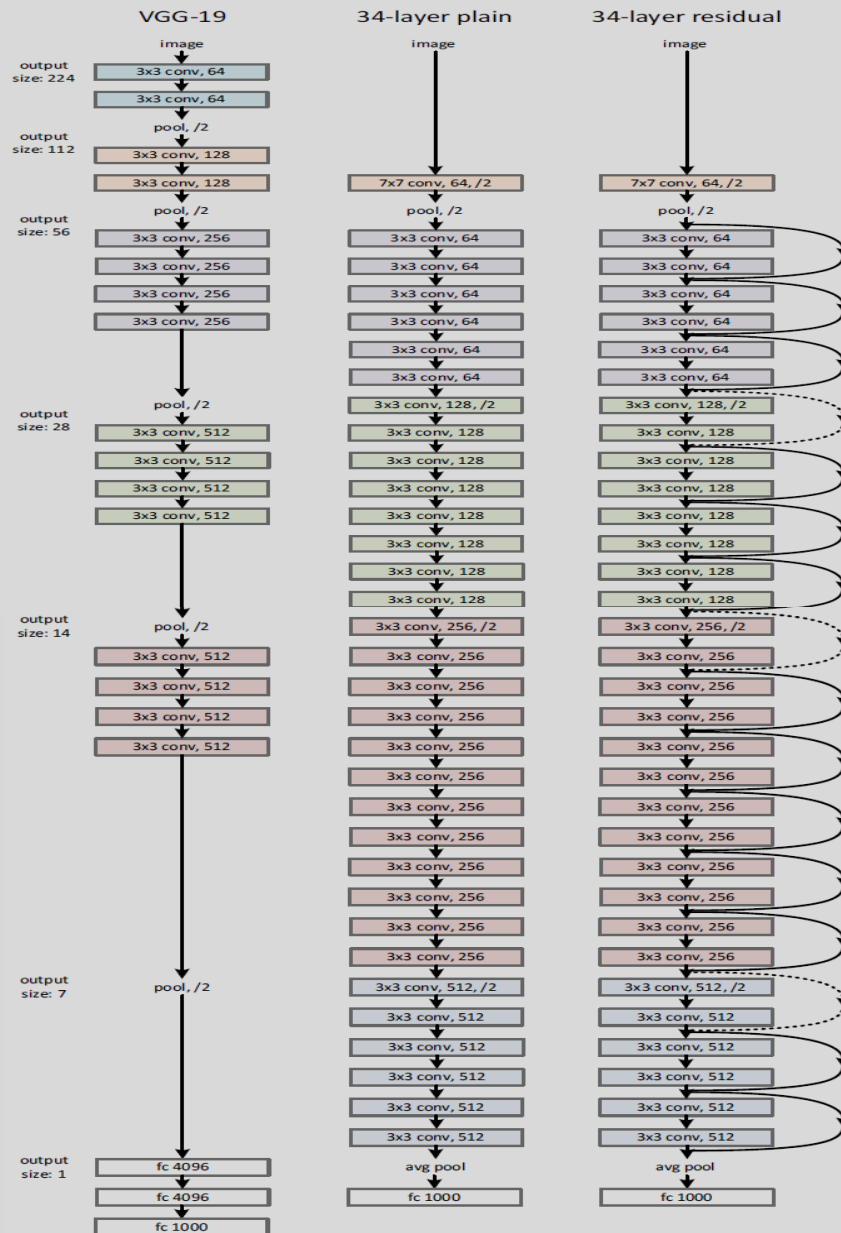 VGG-19
image
output
size: 224
3x3 conv, 64
3x3 conv, 64
pool, /2
output
size: 112
3x3 conv, 128
3x3 conv, 128
pool, /2
output
size: 56
3x3 conv, 256
3x3 conv, 256
3x3 conv, 256
3x3 conv, 256
pool, /2
output
size: 28
3x3 conv, 512
3x3 conv, 512
3x3 conv, 512
3x3 conv, 512
pool, /2
output
size: 14
3x3 conv, 512
3x3 conv, 512
3x3 conv, 512
3x3 conv, 512
output
size: 7
pool, /2
output
size: 1
fc 4096
fc 4096
fc 1000
34-layer plain
image
7x7 conv, 64, /2
pool, /2
3x3 conv, 64
3x3 conv, 64
3x3 conv, 64
3x3 conv, 64
3x3 conv, 64
3x3 conv, 64
3x3 conv, 128, /2
3x3 conv, 128
3x3 conv, 128
3x3 conv, 128
3x3 conv, 128
3x3 conv, 128
3x3 conv, 128
3x3 conv, 128
3x3 conv, 256, /2
3x3 conv, 256
3x3 conv, 256
3x3 conv, 256
3x3 conv, 256
3x3 conv, 256
3x3 conv, 256
3x3 conv, 256
3x3 conv, 256
3x3 conv, 256
3x3 conv, 256
3x3 conv, 256
3x3 conv, 512, /2
3x3 conv, 512
3x3 conv, 512
3x3 conv, 512
3x3 conv, 512
3x3 conv, 512
avg pool
fc 1000
34-layer residual
image
7x7 conv, 64, /2
pool, /2
3x3 conv, 64
3x3 conv, 64
3x3 conv, 64
3x3 conv, 64
3x3 conv, 64
3x3 conv, 64
3x3 conv, 128, /2
3x3 conv, 128
3x3 conv, 128
3x3 conv, 128
3x3 conv, 128
3x3 conv, 128
3x3 conv, 128
3x3 conv, 128
3x3 conv, 256, /2
3x3 conv, 256
3x3 conv, 256
3x3 conv, 256
3x3 conv, 256
3x3 conv, 256
3x3 conv, 256
3x3 conv, 256
3x3 conv, 256
3x3 conv, 256
3x3 conv, 256
3x3 conv, 256
3x3 conv, 512, /2
3x3 conv, 512
3x3 conv, 512
3x3 conv, 512
3x3 conv, 512
3x3 conv, 512
avg pool
fc 1000